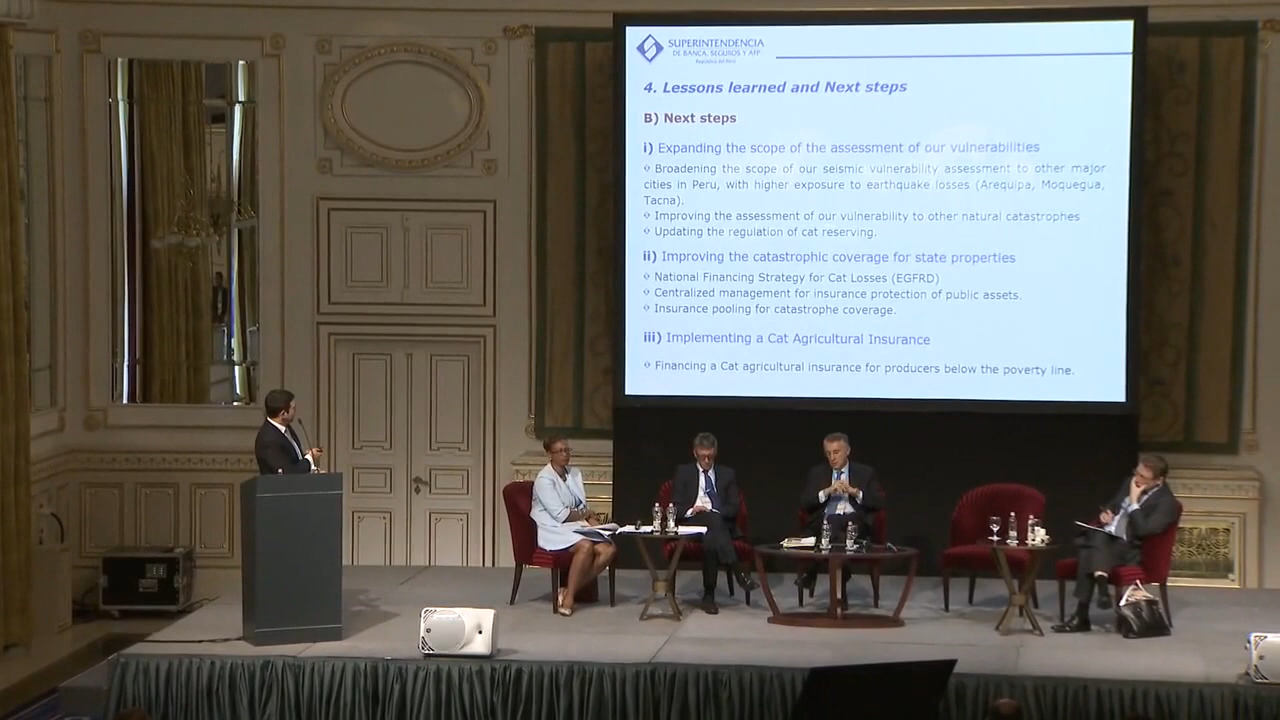 SUPERINTENDENCIA
DE BANCA, SEGUROS Y AFP
República del Perú
4. Lessons learned and Next steps
B) Next steps
i) Expanding the scope of the assessment of our vulnerabilities
Broadening the scope of our seismic vulnerability assessment to other major
cities in Peru, with higher exposure to earthquake losses (Arequipa, Moquegua,
Tacna).
Improving the assessment of our vulnerability to other natural catastrophes
Updating the regulation of cat reserving.
ii) Improving the catastrophic coverage for state properties
National Financing Strategy for Cat Losses (EGFRD)
Centralized management for insurance protection of public assets.
Insurance pooling for catastrophe coverage.
iii) Implementing a Cat Agricultural Insurance
Financing a Cat agricultural insurance for producers below the poverty line.